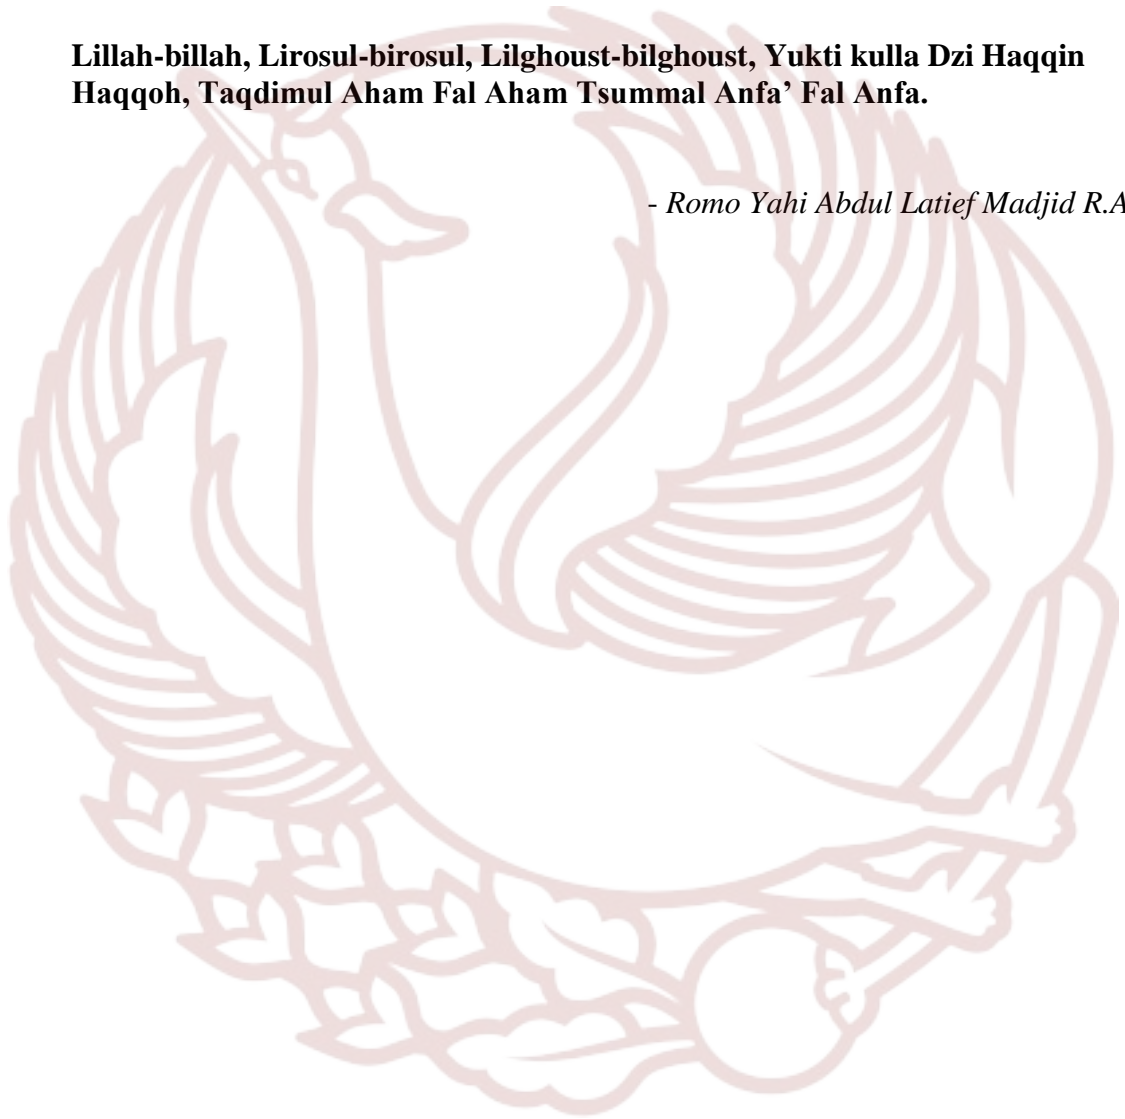 Lillah-billah, Lirosul-birosul, Lilghoust-bilghoust, Yukti kulla Dzi Haqqin
Haqqoh, Taqdimul Aham Fal Aham Tsummal Anfa’ Fal Anfa.
- Romo Yahi Abdul Latief Madjid R.A